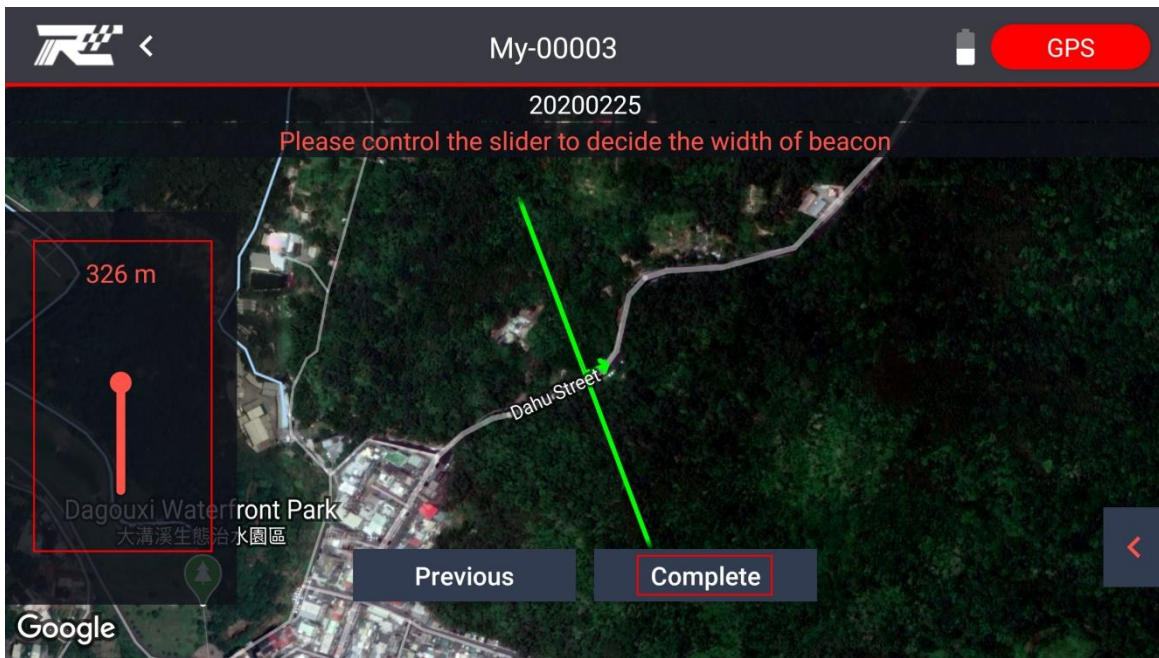 My-00003
GPS
20200225
Please control the slider to decide the width of beacon
326 m
Dahu Street
Dagouxi Waterfront Park
大溝溪生態治水園區
Previous
Complete
Google